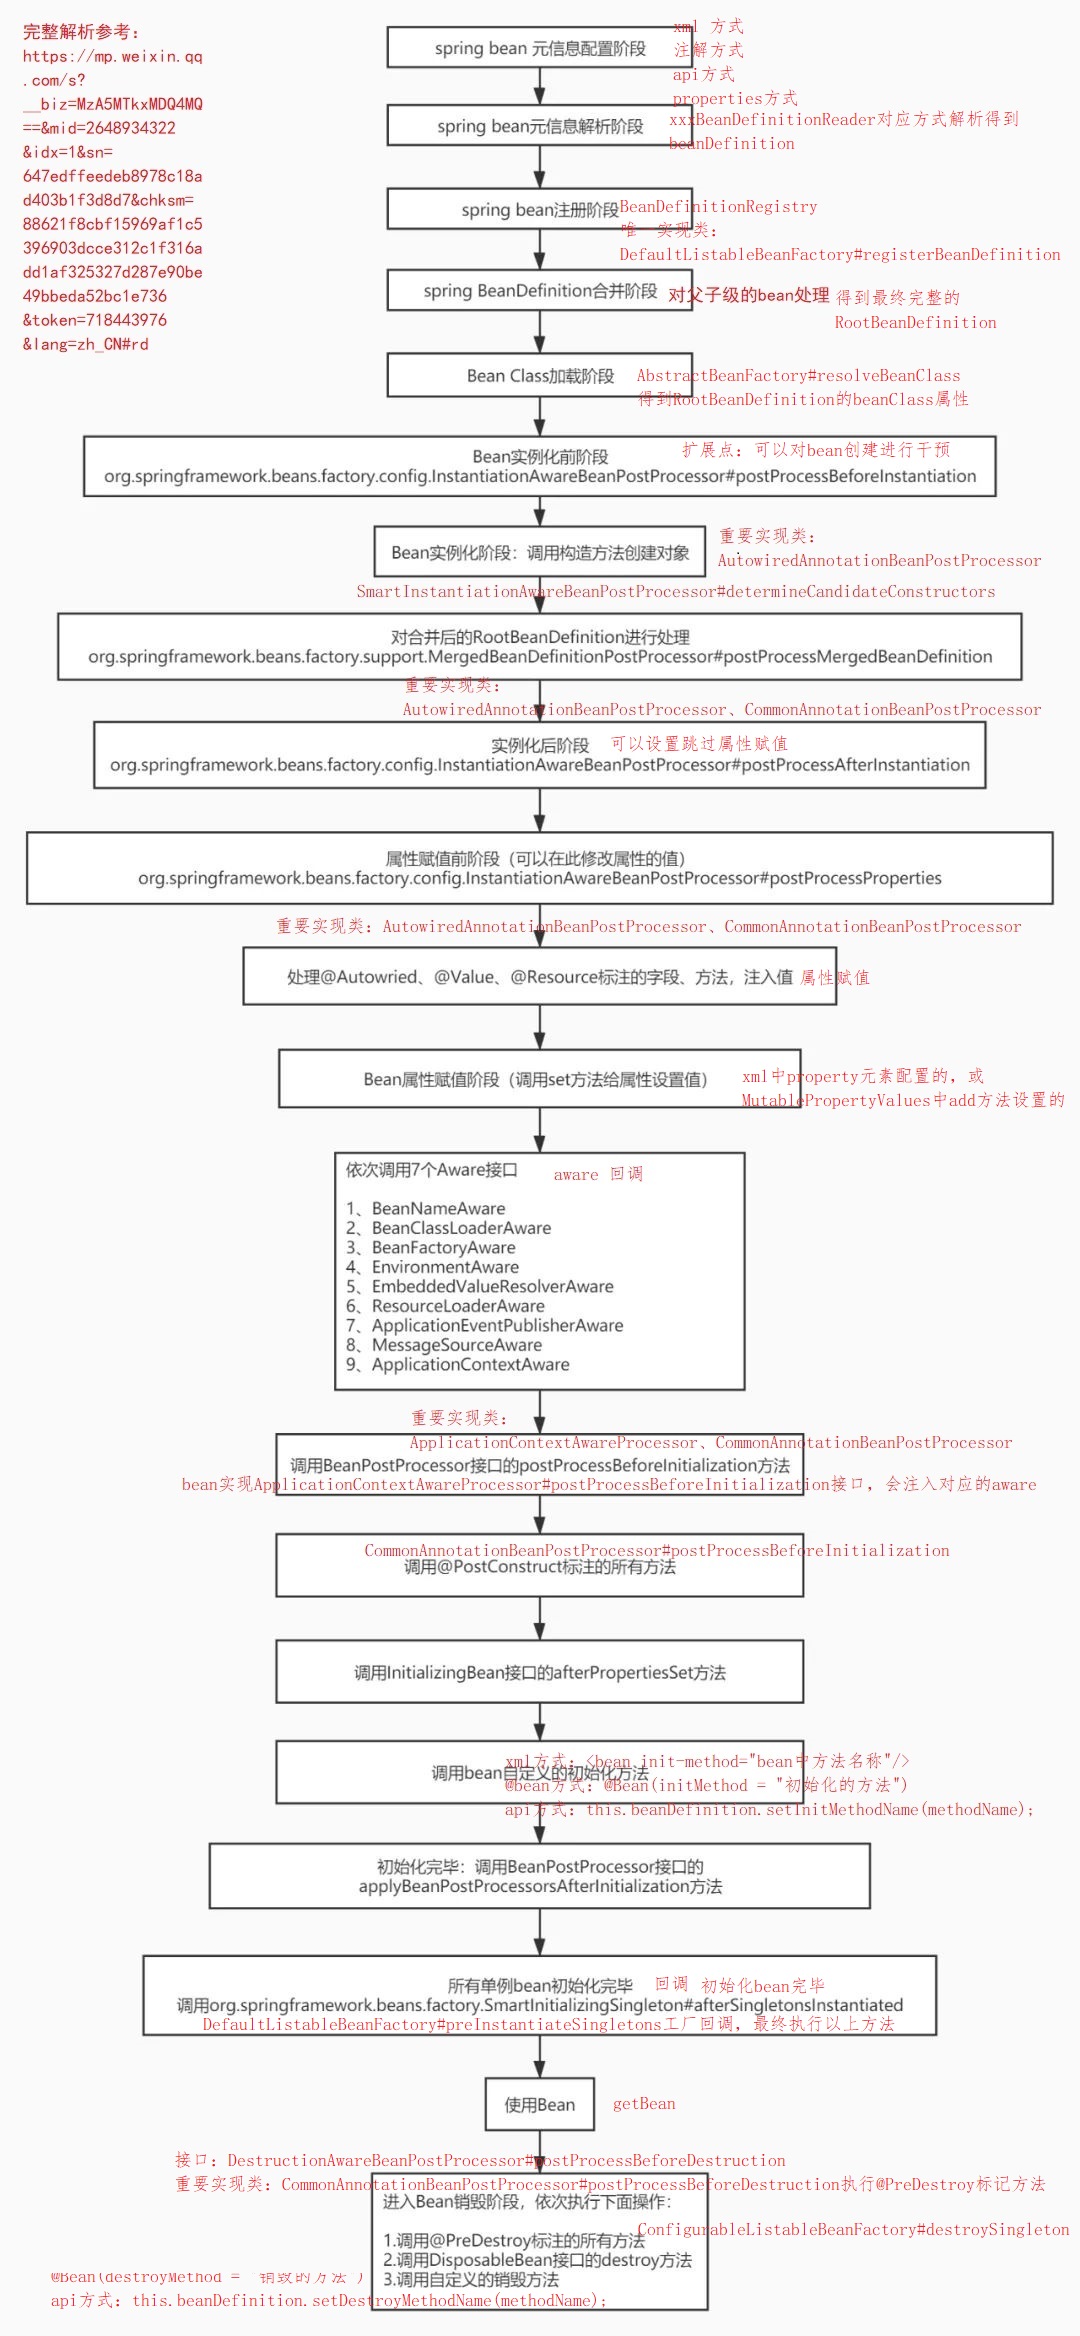 完整解析参考：
https://mp.weixin.qq
.com/s?
__biz=MzA5MTkxMDQ4MQ
==&mid=2648934322
&idx=1&sn=
647edffeedeb8978c18a
d403b1f3d8d7&chksm=
88621f8cbf15969af1c5
396903dcce312c1f316a
dd1af325327d287e90be
49bbeda52bc1e736
&token=718443976
&lang=zh_CN#rd
spring bean 元信息配置阶段
xml 方式
注解方式
api方式
properties方式
spring bean元信息解析阶段
xxxBeanDefinitionReader对应方式解析得到
beanDefinition
spring bean注册阶段
BeanDefinitionRegistry
唯一实现类：
DefaultListableBeanFactory#registerBeanDefinition
spring BeanDefinition合并阶段
对父子级的bean处理
得到最终完整的
RootBeanDefinition
Bean Class加载阶段
AbstractBeanFactory#resolveBeanClass
得到RootBeanDefinition的beanClass属性
Bean实例化前阶段
扩展点：可以对bean创建进行干预
org.springframework.beans.factory.config.InstantiationAwareBeanPostProcessor#postProcessBeforeInstantiation
Bean实例化阶段：调用构造方法创建对象
重要实现类：
AutowiredAnnotationBeanPostProcessor
SmartInstantiationAwareBeanPostProcessor#determineCandidateConstructors
对合并后的RootBeanDefinition进行处理
org.springframework.beans.factory.support.MergedBeanDefinitionPostProcessor#postProcessMergedBeanDefinition
重要实现类：
AutowiredAnnotationBeanPostProcessor、CommonAnnotationBeanPostProcessor
实例化后阶段
可以设置跳过属性赋值
org.springframework.beans.factory.config.InstantiationAwareBeanPostProcessor#postProcessAfterInstantiation
属性赋值前阶段（可以在此修改属性的值）
org.springframework.beans.factory.config.InstantiationAwareBeanPostProcessor#postProcessProperties
重要实现类：AutowiredAnnotationBeanPostProcessor、CommonAnnotationBeanPostProcessor
处理@Autowried、@Value、@Resource标注的字段、方法，注入值
属性赋值
Bean属性赋值阶段（调用set方法给属性设置值）
xml中property元素配置的，或
MutablePropertyValues中add方法设置的
依次调用7个Aware接口
aware 回调
1、BeanNameAware
2、BeanClassLoaderAware
3、BeanFactoryAware
4、EnvironmentAware
5、EmbeddedValueResolverAware
6、ResourceLoaderAware
7、ApplicationEventPublisherAware
8、MessageSourceAware
9、ApplicationContextAware
重要实现类：
ApplicationContextAwareProcessor、CommonAnnotationBeanPostProcessor
调用BeanPostProcessor接口的postProcessBeforeInitialization方法
bean实现ApplicationContextAwareProcessor#postProcessBeforeInitialization接口，会注入对应的aware
CommonAnnotationBeanPostProcessor#postProcessBeforeInitialization
调用@PostConstruct标注的所有方法
调用InitializingBean接口的afterPropertiesSet方法
xml方式：<bean init-method="bean中方法名称"/>
调用bean自定义的初始化方法
@bean方式：@Bean(initMethod = "初始化的方法")
api方式：this.beanDefinition.setInitMethodName(methodName);
初始化完毕：调用BeanPostProcessor接口的
applyBeanPostProcessorsAfterInitialization方法
所有单例bean初始化完毕
回调 初始化bean完毕
调用org.springframework.beans.factory.SmartInitializingSingleton#afterSingletonsInstantiated
DefaultListableBeanFactory#preInstantiateSingletons工厂回调，最终执行以上方法
使用Bean
getBean
接口：DestructionAwareBeanPostProcessor#postProcessBeforeDestruction
重要实现类：CommonAnnotationBeanPostProcessor#postProcessBeforeDestruction执行@PreDestroy标记方法
进入Bean销毁阶段，依次执行下面操作：
ConfigurableListableBeanFactory#destroySingleton
1.调用@PreDestroy标注的所有方法
2.调用DisposableBean接口的destroy方法
3.调用自定义的销毁方法
@Bean(destroyMethod = "销毁的方法")
api方式：this.beanDefinition.setDestroyMethodName(methodName);